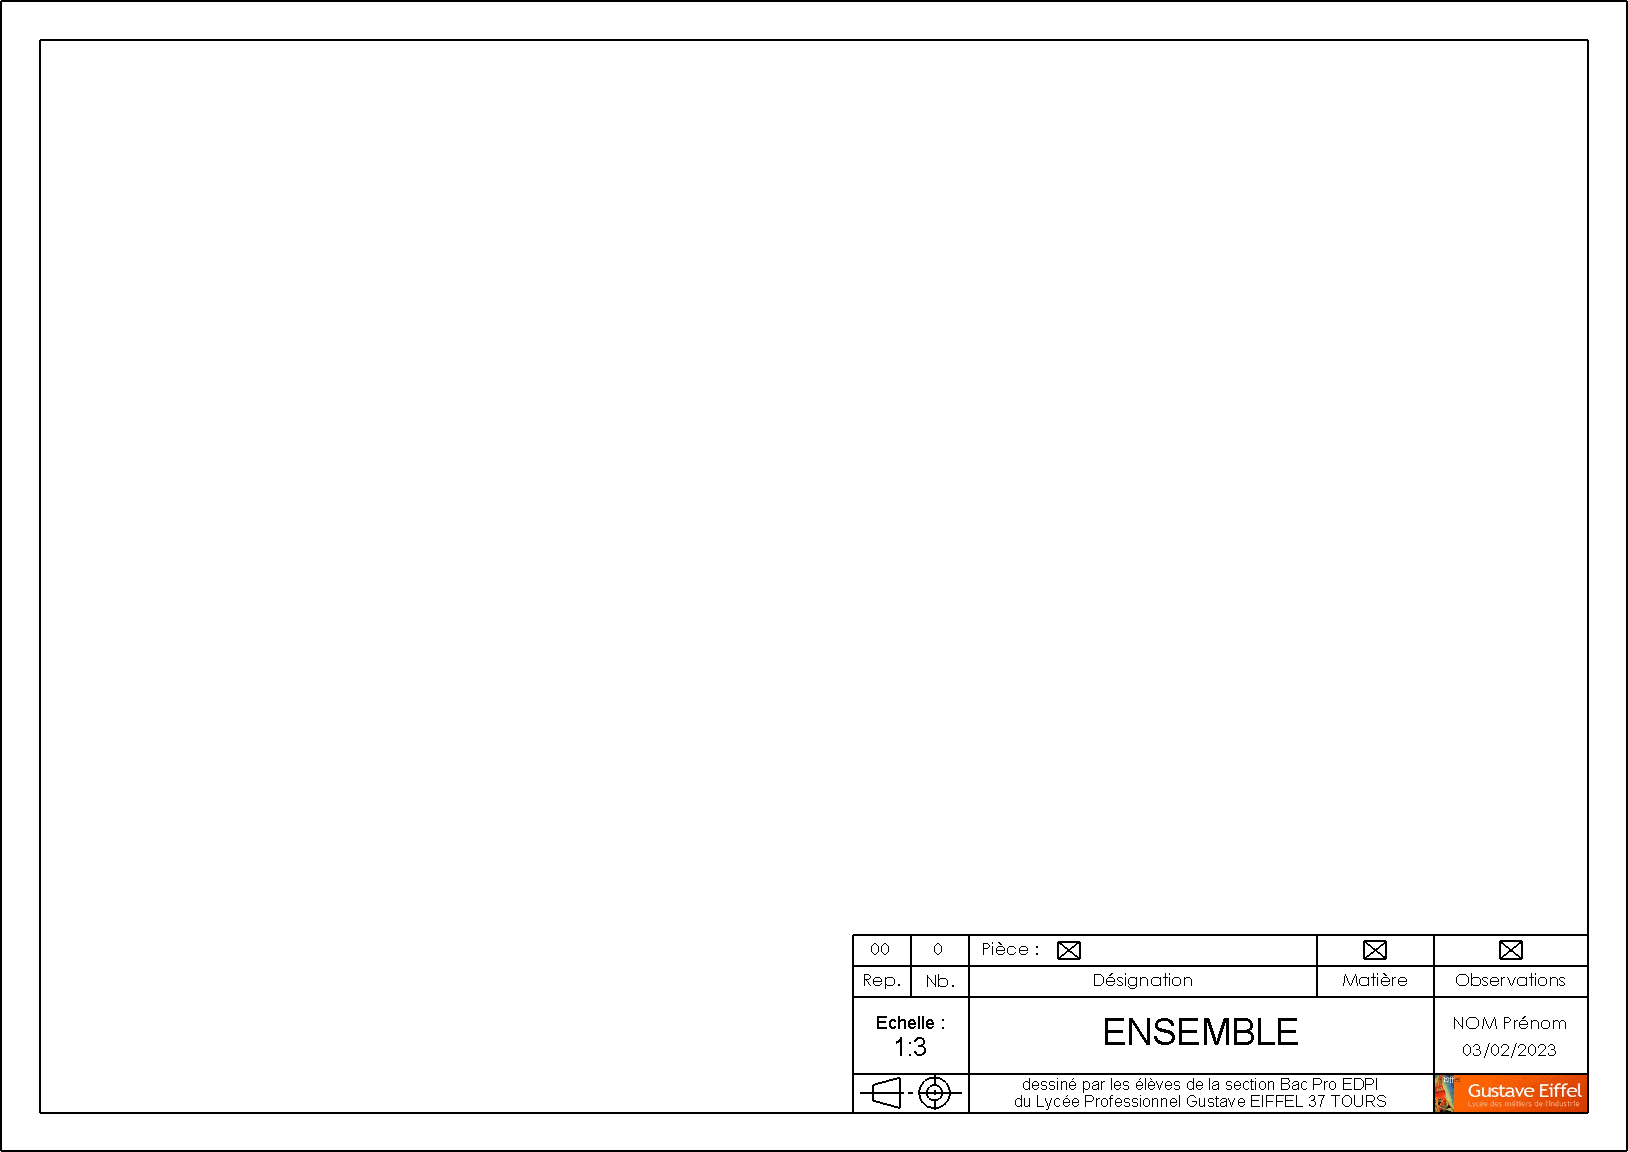 00 0 Pièce :
Rep. Nb. Désignation Matière Observations
Echelle :
1:3
ENSEMBLE
NOM Prénom
03/02/2023
dessiné par les élèves de la section Bac Pro EDPI
du Lycée Professionnel Gustave EIFFEL 37 TOURS
Gustave Eiffel
Lycée des métiers de l'Industrie